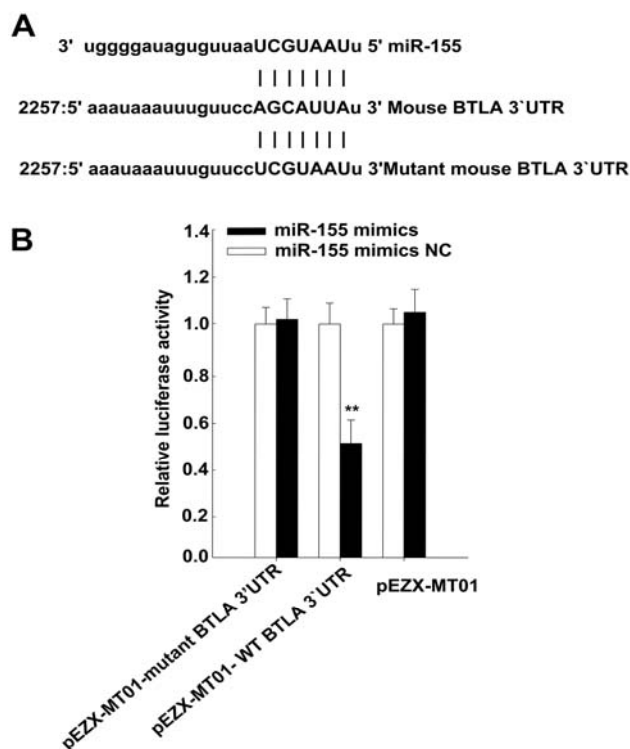 A
3' uggggauaguguuaaUCGUAAUu 5' miR-155
2257:5' aaauaaauuuguuccAGCAUUAu 3' Mouse BTLA 3`UTR
2257:5' aaauaaauuuguuccUCGUAAUu 3'Mutant mouse BTLA 3`UTR
B
miR-155 mimics
miR-155 mimics NC
Relative luciferase activity
1.4
1.2
1.0
0.8
0.6
0.4
0.2
0.0
**
pEZX-MT01-mutant BTLA 3'UTR
pEZX-MT01- WT BTLA 3`UTR
pEZX-MT01